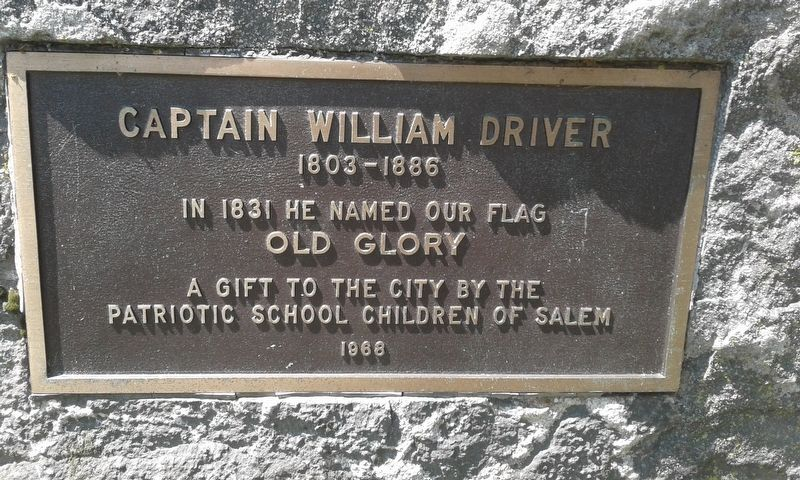 CAPTAIN WILLIAM DRIVER
1803-1886
IN 1831 HE NAMED OUR FLAG
OLD GLORY
A GIFT TO THE CITY BY THE
PATRIOTIC SCHOOL CHILDREN OF SALEM
1968